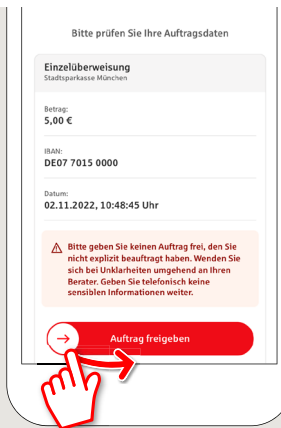 Bitte prüfen Sie Ihre Auftragsdaten
Einzelüberweisung
Stadtsparkasse München
Betrag:
5,00 €
IBAN:
DE07 7015 0000
Datum:
02.11.2022, 10:48:45 Uhr
Bitte geben Sie keinen Auftrag frei, den Sie
nicht explizit beauftragt haben. Wenden Sie
sich bei Unklarheiten umgehend an Ihren
Berater. Geben Sie telefonisch keine
sensiblen Informationen weiter.
Auftrag freigeben